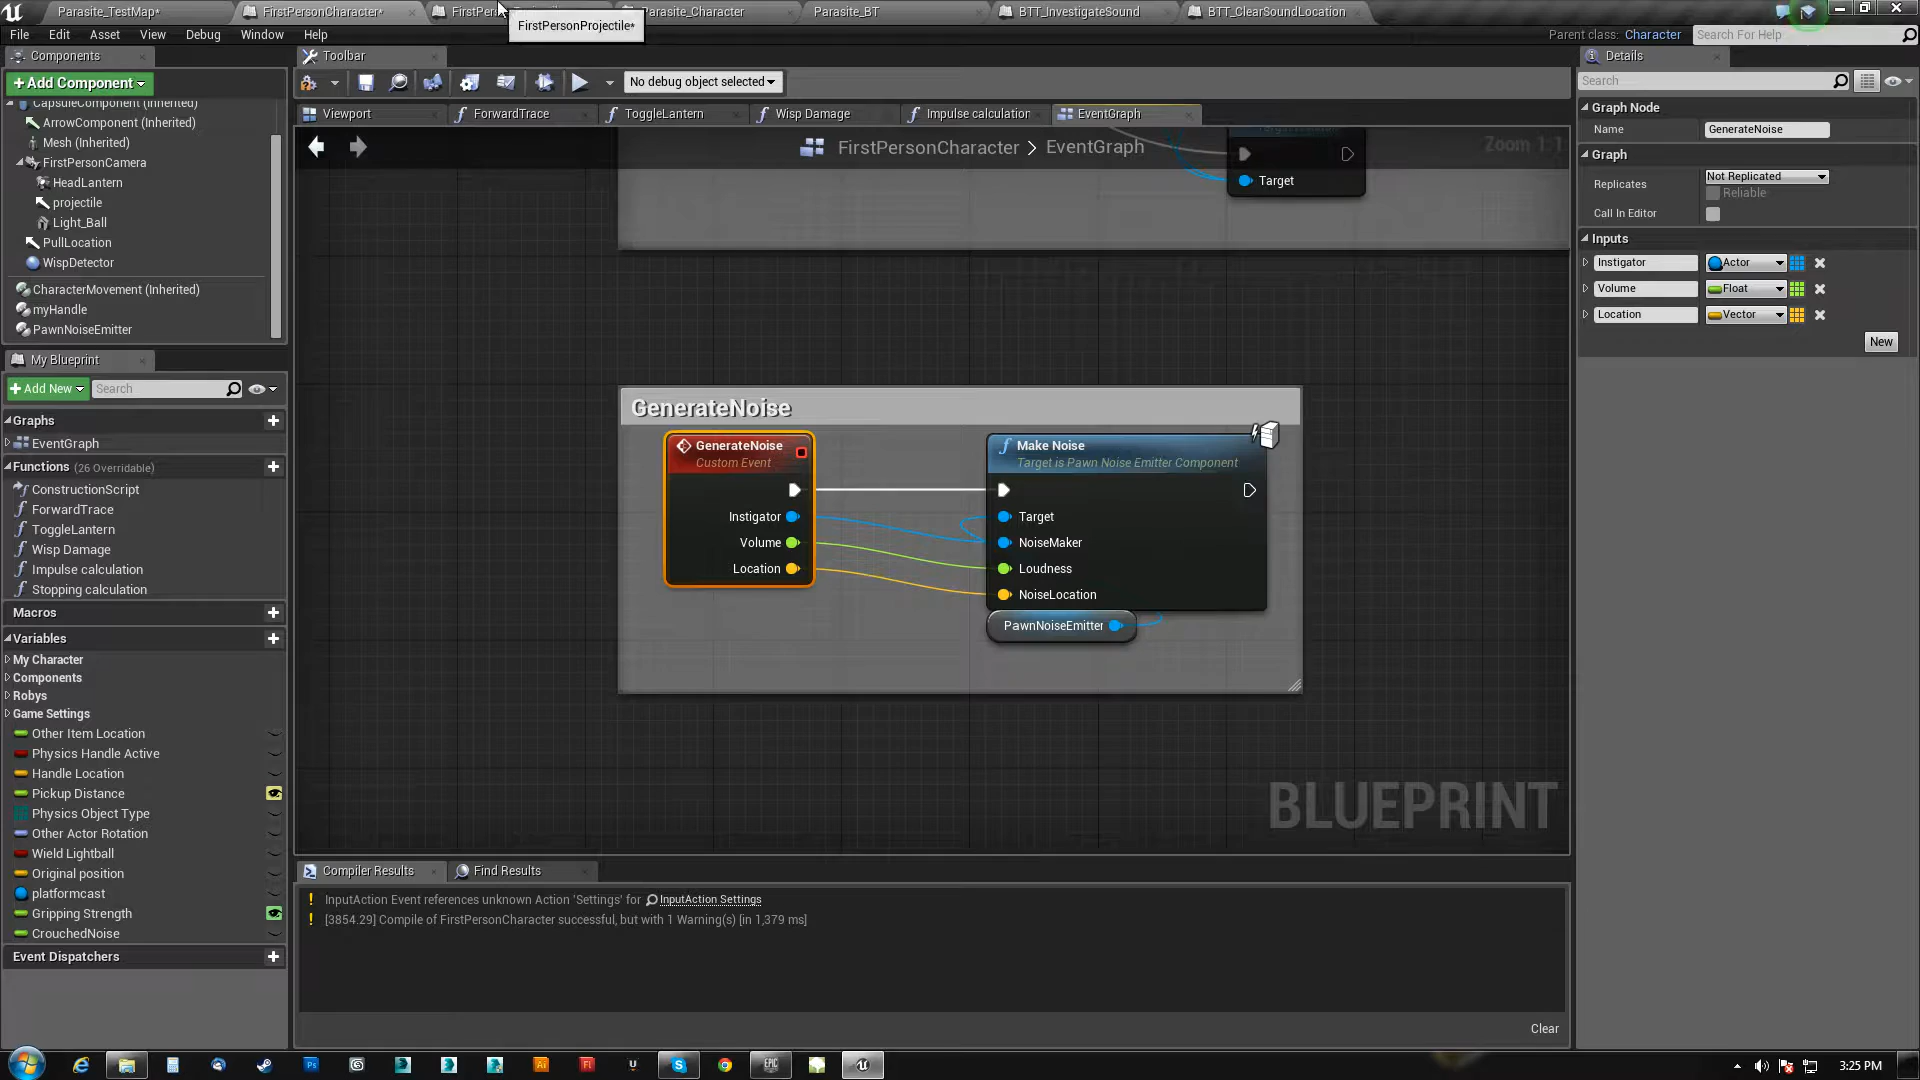 Parasite_TestMap*
FirstPersonCharacter*
Parasite_Character
Parasite_BT
BTT_InvestigateSound
BTT_ClearSoundLocation
FirstPersonProjectile*
File Edit Asset View Debug Window Help
Parent class: Character
Search For Help
Components
Toolbar
Details
+Add Component
No debug object selected
Search
CapsuleComponent (Inherited)
ArrowComponent (Inherited)
Mesh (Inherited)
FirstPersonCamera
HeadLantern
projectile
Light_Ball
PullLocation
WispDetector
CharacterMovement (Inherited)
myHandle
PawnNoiseEmitter
Viewport
ForwardTrace
ToggleLantern
Wisp Damage
Impulse calculation
EventGraph
FirstPersonCharacter > EventGraph
Zoom 1:1
Target
Graph Node
Name
GenerateNoise
Graph
Replicates
Not Replicated
Reliable
Call In Editor
Inputs
Instigator
Actor
Volume
Float
Location
Vector
New
My Blueprint
+Add New
Search
Graphs
EventGraph
Functions (26 Overridable)
ConstructionScript
ForwardTrace
ToggleLantern
Wisp Damage
Impulse calculation
Stopping calculation
Macros
Variables
My Character
Components
Robys
Game Settings
Other Item Location
Physics Handle Active
Handle Location
Pickup Distance
Physics Object Type
Other Actor Rotation
Wield Lightball
Original position
platformcast
Gripping Strength
CrouchedNoise
Event Dispatchers
GenerateNoise
GenerateNoise
Custom Event
Instigator
Volume
Location
Make Noise
Target is Pawn Noise Emitter Component
Target
NoiseMaker
Loudness
NoiseLocation
PawnNoiseEmitter
BLUEPRINT
Compiler Results
Find Results
InputAction Event references unknown Action 'Settings' for InputAction Settings
[3854.29] Compile of FirstPersonCharacter successful, but with 1 Warning(s) [in 1,379 ms]
Clear
3:25 PM